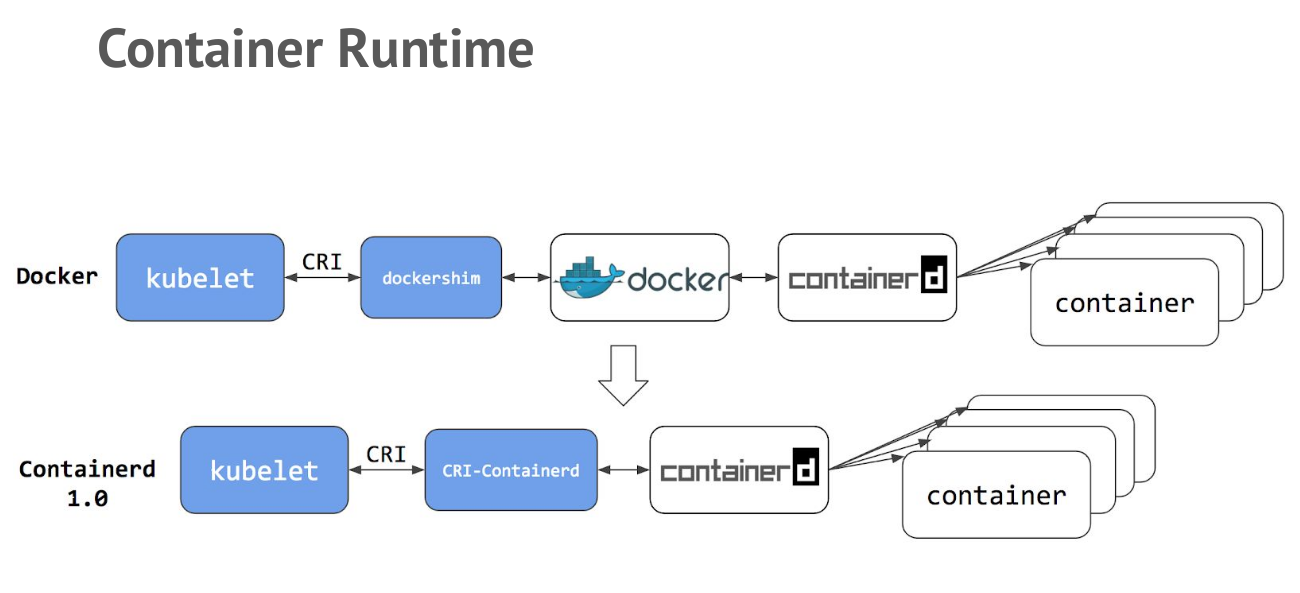 Container Runtime
Docker
kubelet
CRI
dockershim
docker
containerd
container
Containerd
1.0
kubelet
CRI
CRI-Containerd
containerd
container